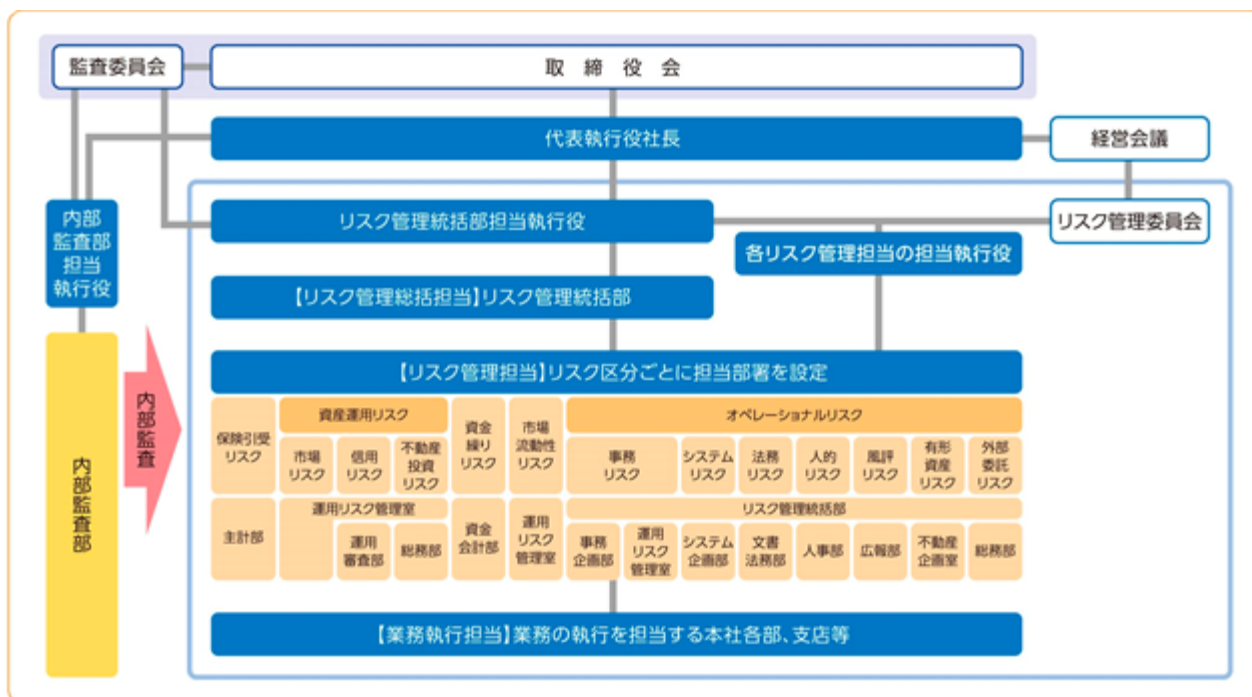 監査委員会
取締役会
代表執行役社長
経営会議
内部
監査部
担当
執行役
リスク管理統括部担当執行役
リスク管理委員会
各リスク管理担当の担当執行役
【リスク管理総括担当】リスク管理統括部
内部監査部
内部監査
【リスク管理担当】リスク区分ごとに担当部署を設定
保険引受
リスク
資産運用リスク
市場
リスク
信用
リスク
不動産
投資
リスク
資金
繰り
リスク
市場
流動性
リスク
オペレーショナルリスク
事務
リスク
システム
リスク
法務
リスク
人的
リスク
風評
リスク
有形
資産
リスク
外部
委託
リスク
主計部
運用リスク管理室
運用
審査部
総務部
資金
会計部
運用
リスク
管理室
リスク管理統括部
事務
企画部
運用
リスク
管理室
システム
企画部
文書
法務部
人事部
広報部
不動産
企画室
総務部
【業務執行担当】業務の執行を担当する本社各部、支店等